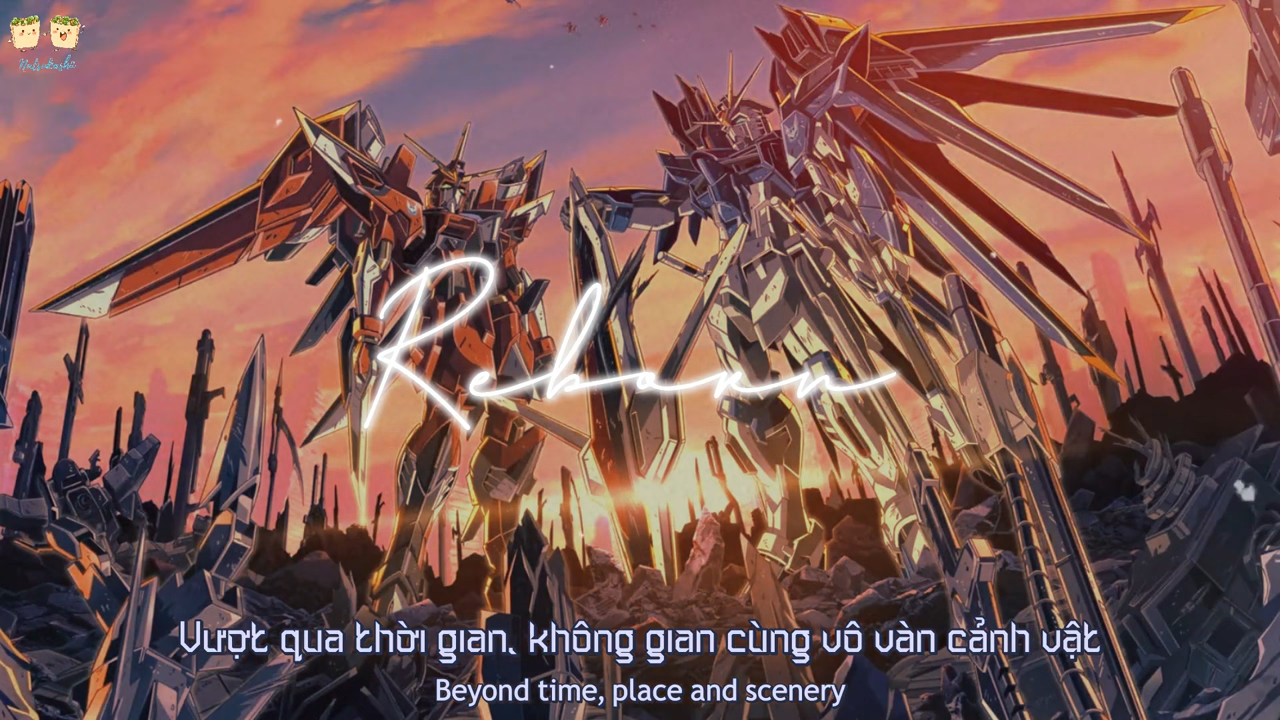 Reborn
Vượt qua thời gian, không gian cùng vô vàn cảnh vật
Beyond time, place and scenery